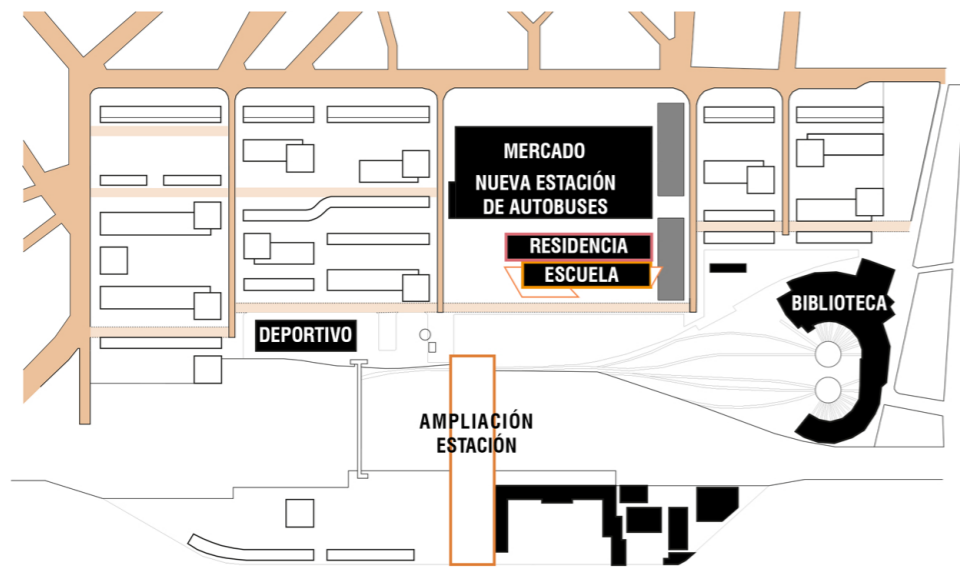 MERCADO
NUEVA ESTACIÓN
DE AUTOBUSES
RESIDENCIA
ESCUELA
BIBLIOTECA
DEPORTIVO
AMPLIACIÓN
ESTACIÓN